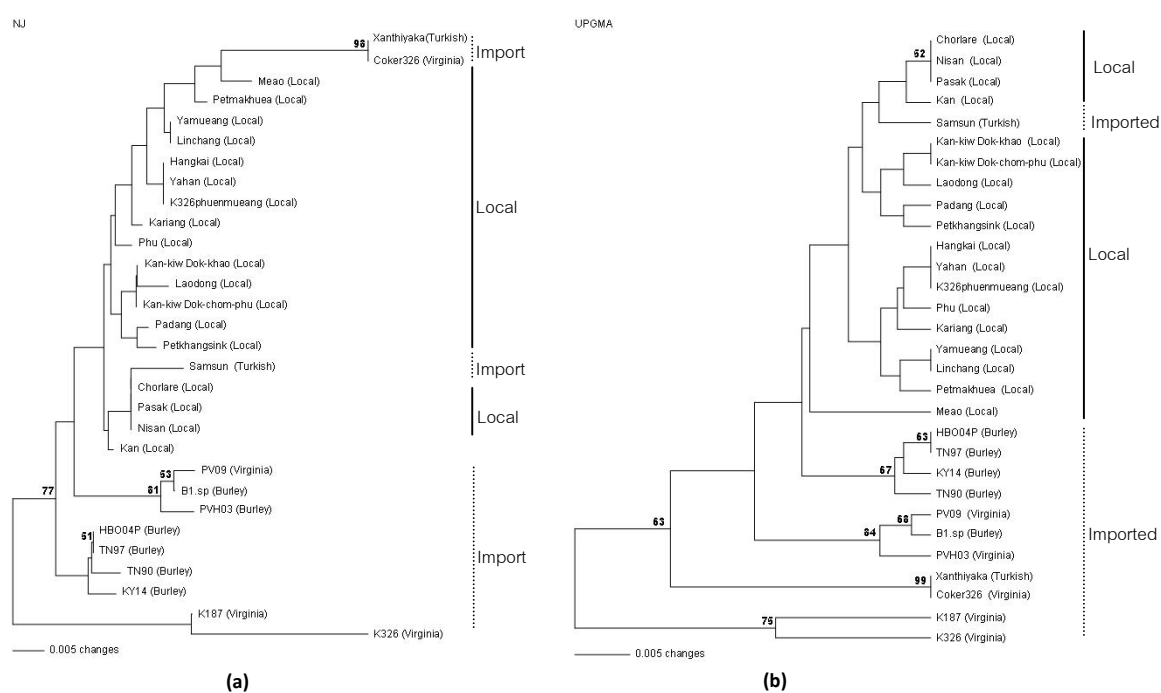 NJ
98
Xanthiyaka(Turkish)
Coker326 (Virginia)
Import
Meao (Local)
Petmakhuea (Local)
Yamueang (Local)
Linchang (Local)
Hangkai (Local)
Yahan (Local)
K326phuenmueang (Local)
Local
Kariang (Local)
Phu (Local)
Kan-kiw Dok-khao (Local)
Laodong (Local)
Kan-kiw Dok-chom-phu (Local)
Padang (Local)
Petkhangsink (Local)
Samsun (Turkish)
Import
Chorlare (Local)
Pasak (Local)
Local
Nisan (Local)
Kan (Local)
53
PV09 (Virginia)
61
B1.sp (Burley)
77
PVH03 (Burley)
HBO04P (Burley)
51
TN97 (Burley)
Import
TN90 (Burley)
KY14 (Burley)
K187 (Virginia)
K326 (Virginia)
0.005 changes
(a)
UPGMA
Chorlare (Local)
52
Nisan (Local)
Local
Pasak (Local)
Kan (Local)
Samsun (Turkish)
Imported
Kan-kiw Dok-khao (Local)
Kan-kiw Dok-chom-phu (Local)
Laodong (Local)
Padang (Local)
Petkhangsink (Local)
Hangkai (Local)
Local
Yahan (Local)
K326phuenmueang (Local)
Phu (Local)
Kariang (Local)
Yamueang (Local)
Linchang (Local)
Petmakhuea (Local)
Meao (Local)
HBO04P (Burley)
63
TN97 (Burley)
67
KY14 (Burley)
TN90 (Burley)
PV09 (Virginia)
68
63
B1.sp (Burley)
Imported
84
PVH03 (Virginia)
Xanthiyaka (Turkish)
99
Coker326 (Virginia)
K187 (Virginia)
75
K326 (Virginia)
0.005 changes
(b)